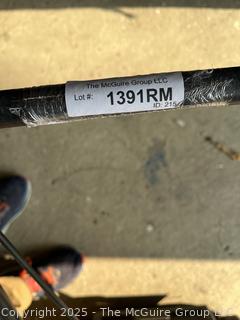 The McGuire Group LLC
Lot #: 1391RM
ID: 215
Copyright © 2025 - The McGuire Group LLC